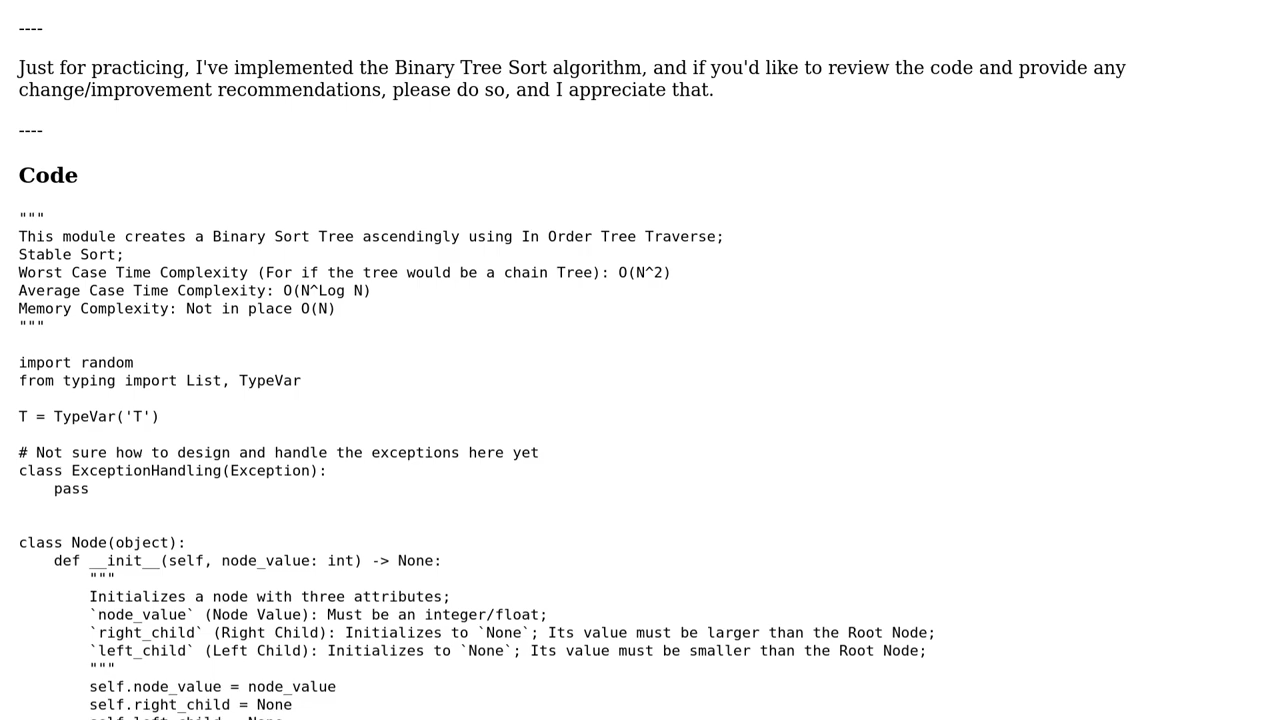 ----
Just for practicing, I've implemented the Binary Tree Sort algorithm, and if you'd like to review the code and provide any
change/improvement recommendations, please do so, and I appreciate that.
----
Code
"""
This module creates a Binary Sort Tree ascendingly using In Order Tree Traverse;
Stable Sort;
Worst Case Time Complexity (For if the tree would be a chain Tree): O(N^2)
Average Case Time Complexity: O(N^Log N)
Memory Complexity: Not in place O(N)
"""
import random
from typing import List, TypeVar
T = TypeVar('T')
# Not sure how to design and handle the exceptions here yet
class ExceptionHandling(Exception):
    pass
class Node(object):
    def __init__(self, node_value: int) -> None:
        """
        Initializes a node with three attributes;
        `node_value` (Node Value): Must be an integer/float;
        `right_child` (Right Child): Initializes to `None`; Its value must be larger than the Root Node;
        `left_child` (Left Child): Initializes to `None`; Its value must be smaller than the Root Node;
        """
        self.node_value = node_value
        self.right_child = None
        self.left_child = None